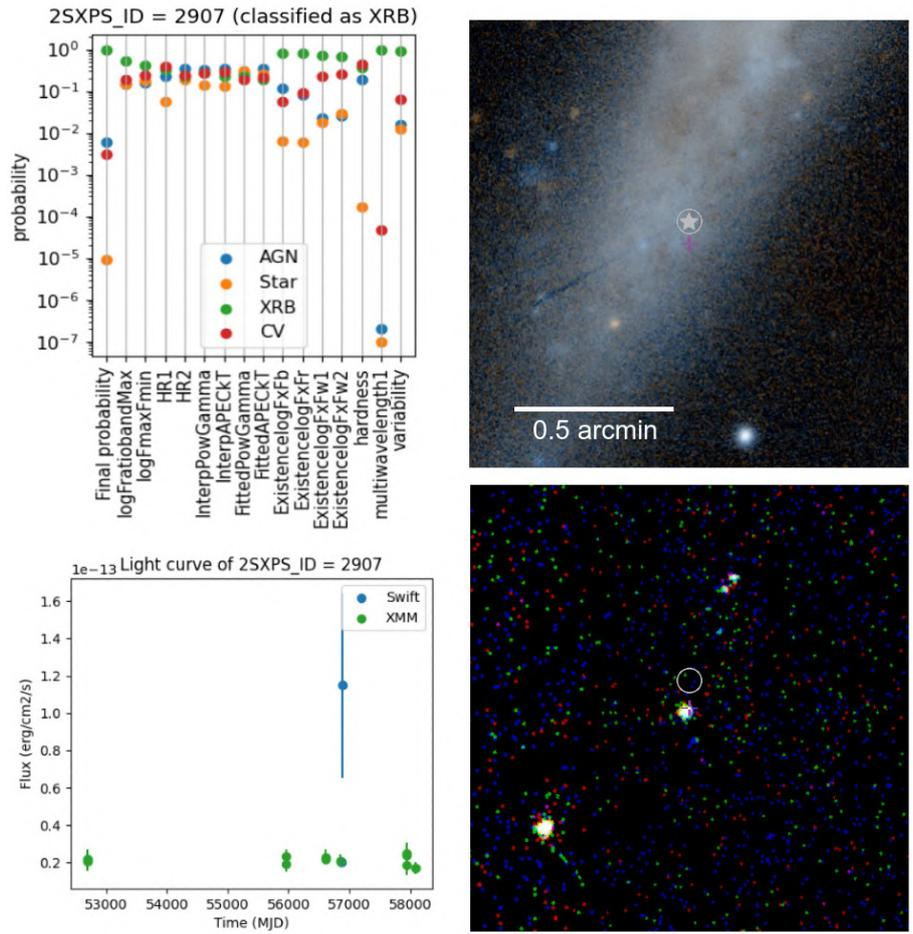 2SXPS_ID = 2907 (classified as XRB)
10⁰
10⁻¹
10⁻²
10⁻³
10⁻⁴
10⁻⁵
10⁻⁶
10⁻⁷
probability
AGN
Star
XRB
CV
Final probability
logFratiobandMax
logFmaxFmin
HR1
HR2
InterpPowGamma
InterpAPECkT
FittedPowGamma
FittedAPECkT
ExistencelogFxFb
ExistencelogFxFr
ExistencelogFxFw1
ExistencelogFxFw2
hardness
multiwavelength1
variability
0.5 arcmin
1e−13 Light curve of 2SXPS_ID = 2907
Swift
XMM
1.6
1.4
1.2
1.0
0.8
0.6
0.4
0.2
Flux (erg/cm2/s)
53000 54000 55000 56000 57000 58000
Time (MJD)